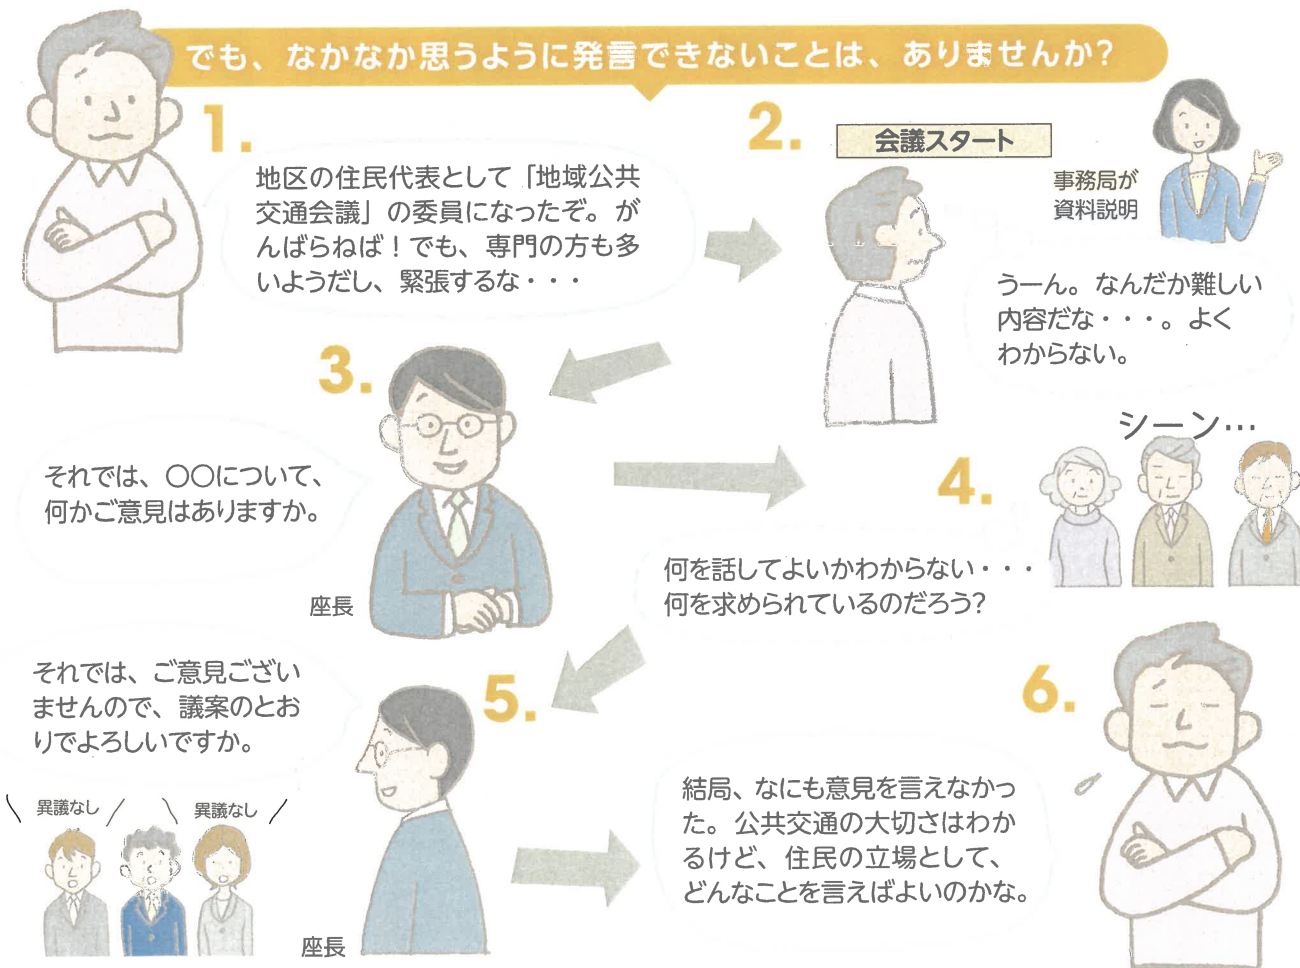 でも、なかなか思うように発言できないことは、ありませんか?
1.
地区の住民代表として「地域公共
交通会議」の委員になったぞ。が
んばらねば!でも、専門の方も多
いようだし、緊張するな・・・
2.
会議スタート
事務局が
資料説明
うーん。なんだか難しい
内容だな・・・。よく
わからない。
3.
それでは、〇〇について、
何かご意見はありますか。
座長
4.
シーン…
何を話してよいかわからない・・・
何を求められているのだろう?
5.
それでは、ご意見ござい
ませんので、議案のとお
りでよろしいですか。
異議なし
異議なし
座長
6.
結局、なにも意見を言えなかっ
た。公共交通の大切さはわか
るけど、住民の立場として、
どんなことを言えばよいのかな。